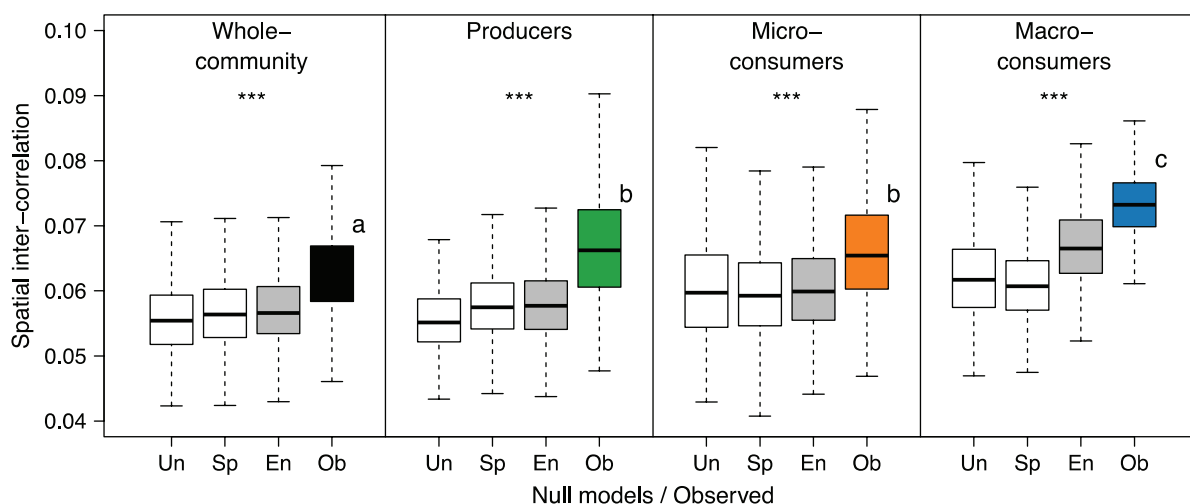 Whole–
community
***
a
Producers
***
b
Micro–
consumers
***
b
Macro–
consumers
***
c
Spatial inter–correlation
0.10
0.09
0.08
0.07
0.06
0.05
0.04
Un Sp En Ob Un Sp En Ob Un Sp En Ob Un Sp En Ob
Null models / Observed